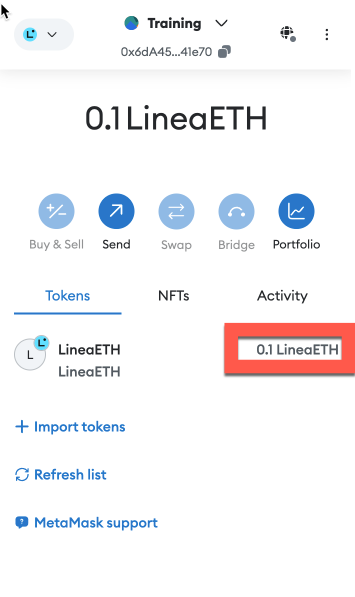 Training
0x6dA45...41e70
0.1 LineaETH
Buy & Sell
Send
Swap
Bridge
Portfolio
Tokens
NFTs
Activity
L
LineaETH
0.1 LineaETH
LineaETH
Import tokens
Refresh list
MetaMask support